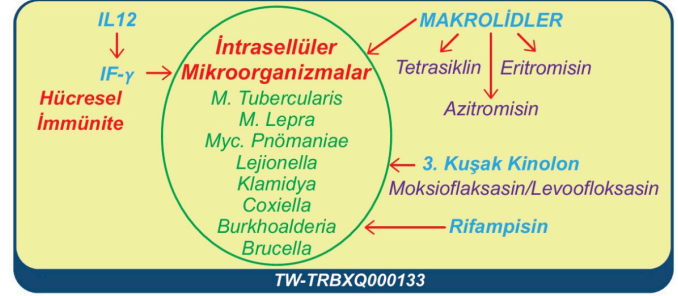 IL12
IF-γ
Hücresel
İmmünite
İntrasellüler
Mikroorganizmalar
M. Tubercularis
M. Lepra
Myc. Pnömaniae
Lejionella
Klamidya
Coxiella
Burkhoalderia
Brucella
MAKROLİDLER
Tetrasiklin
Eritromisin
Azitromisin
3. Kuşak Kinolon
Moksioflaksasin/Levoofloksasin
Rifampisin
TW-TRBXQ000133